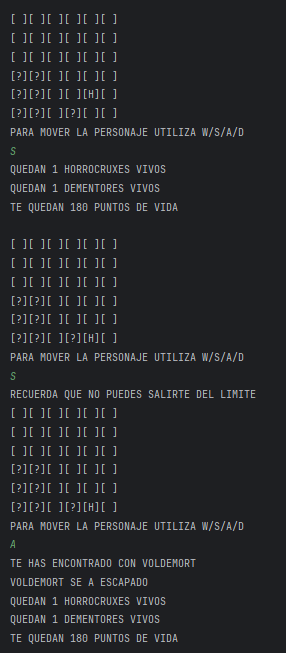 [ ][ ][ ][ ][ ][ ]
[ ][ ][ ][ ][ ][ ]
[ ][ ][ ][ ][ ][ ]
[?][?][ ][ ][ ][ ]
[?][?][ ][ ][H][ ]
[?][?][ ][?][ ][ ]
PARA MOVER LA PERSONAJE UTILIZA W/S/A/D
S
QUEDAN 1 HORROCRUXES VIVOS
QUEDAN 1 DEMENTORES VIVOS
TE QUEDAN 180 PUNTOS DE VIDA
[ ][ ][ ][ ][ ][ ]
[ ][ ][ ][ ][ ][ ]
[ ][ ][ ][ ][ ][ ]
[?][?][ ][ ][ ][ ]
[?][?][ ][ ][ ][ ]
[?][?][ ][?][H][ ]
PARA MOVER LA PERSONAJE UTILIZA W/S/A/D
S
RECUERDA QUE NO PUEDES SALIRTE DEL LIMITE
[ ][ ][ ][ ][ ][ ]
[ ][ ][ ][ ][ ][ ]
[ ][ ][ ][ ][ ][ ]
[?][?][ ][ ][ ][ ]
[?][?][ ][ ][ ][ ]
[?][?][ ][?][H][ ]
PARA MOVER LA PERSONAJE UTILIZA W/S/A/D
A
TE HAS ENCONTRADO CON VOLDEMORT
VOLDEMORT SE A ESCAPADO
QUEDAN 1 HORROCRUXES VIVOS
QUEDAN 1 DEMENTORES VIVOS
TE QUEDAN 180 PUNTOS DE VIDA